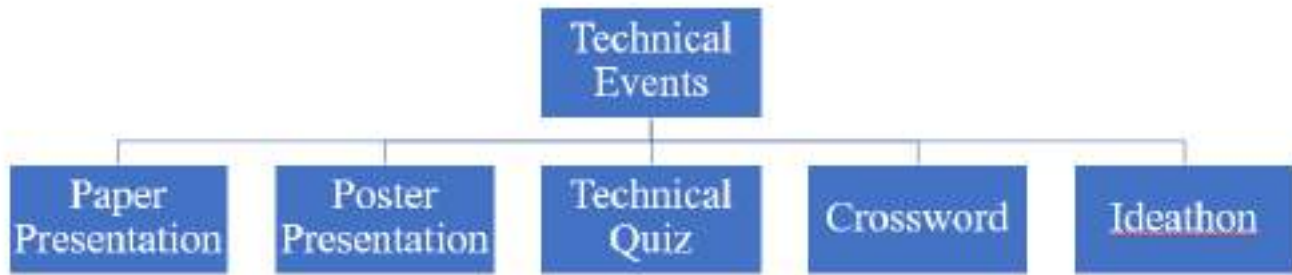 Technical
Events
Paper
Presentation
Poster
Presentation
Technical
Quiz
Crossword
Ideathon